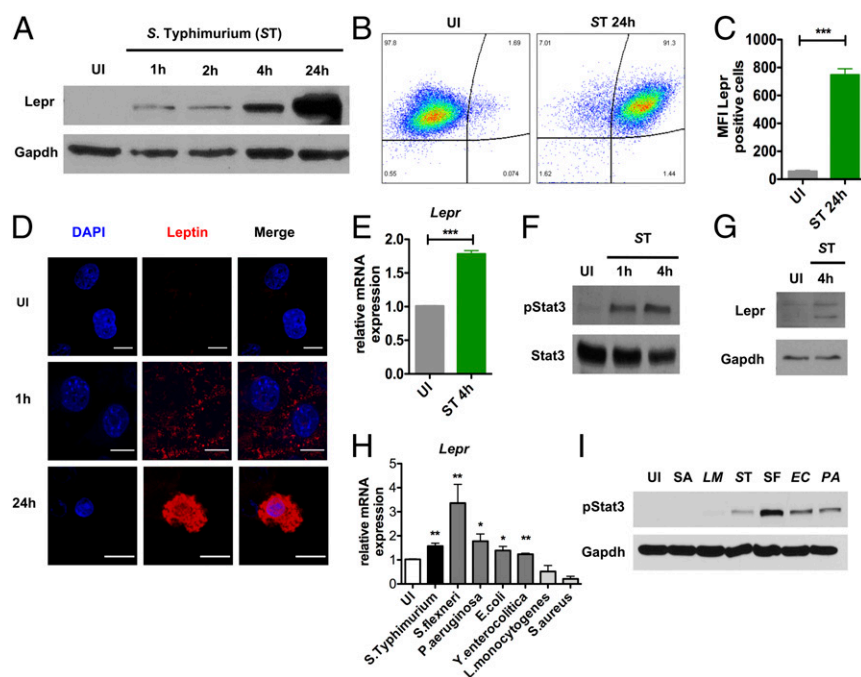 A
S. Typhimurium (ST)
UI 1h 2h 4h 24h
Lepr
Gapdh
B
UI ST 24h
97.8 1.69 7.01 91.3
0.55 0.074 1.62 1.44
C
***
MFI Lepr
positive cells
1000
800
600
400
200
0
UI ST 24h
D
DAPI Leptin Merge
UI
1h
24h
E
Lepr
***
relative mRNA
expression
2.0
1.5
1.0
0.5
0.0
UI ST 4h
F
ST
UI 1h 4h
pStat3
Stat3
G
ST
UI 4h
Lepr
Gapdh
H
Lepr
relative mRNA
expression
5
4
3
2
1
0
** ** * * **
UI
S.Typhimurium
S.flexneri
P.aeruginosa
E.coli
Y.enterocolitica
L.monocytogenes
S.aureus
I
UI SA LM ST SF EC PA
pStat3
Gapdh